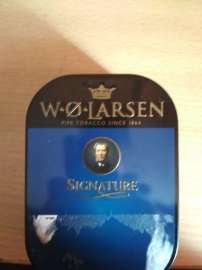 W·Ø·LARSEN
PIPE TOBACCO SINCE 1864
SIGNATURE